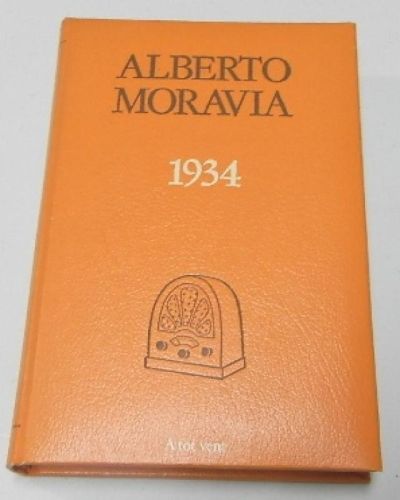 ALBERTO
MORAVIA
1934
A tot vent